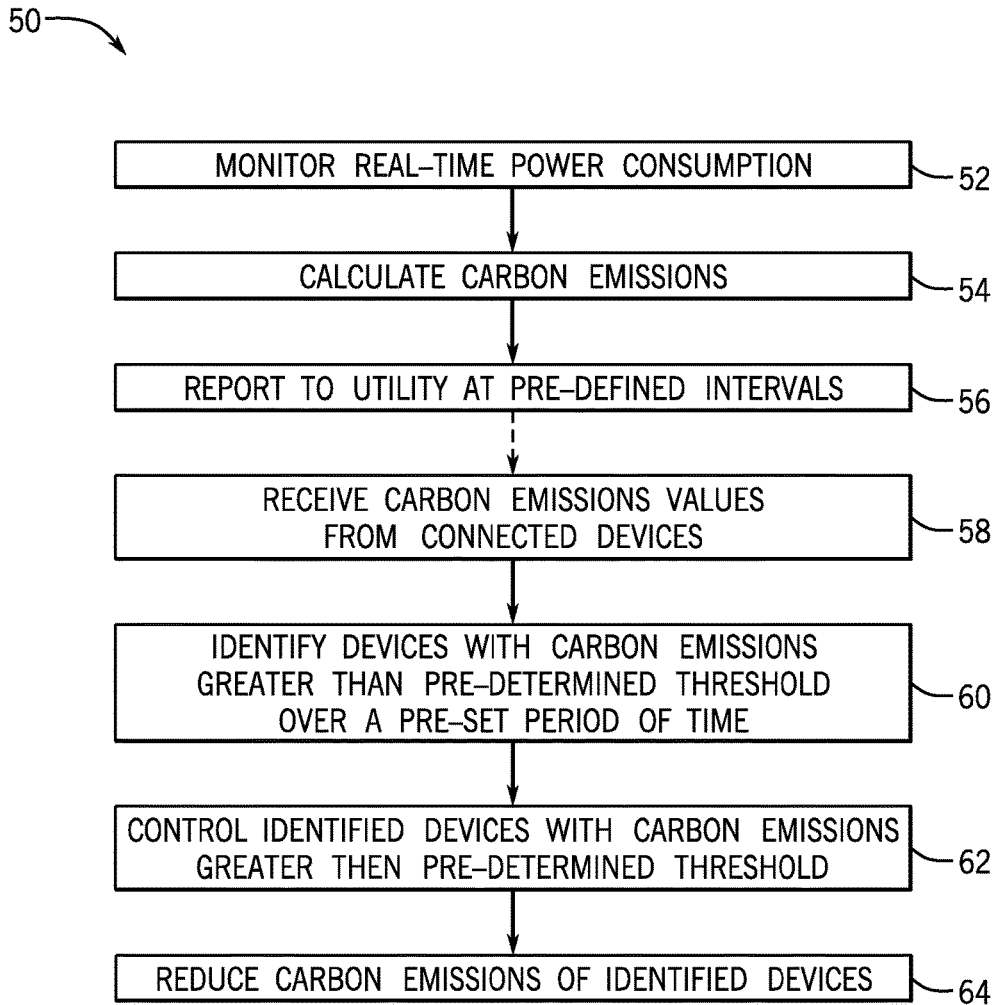 50
MONITOR REAL–TIME POWER CONSUMPTION
52
CALCULATE CARBON EMISSIONS
54
REPORT TO UTILITY AT PRE–DEFINED INTERVALS
56
RECEIVE CARBON EMISSIONS VALUES
FROM CONNECTED DEVICES
58
IDENTIFY DEVICES WITH CARBON EMISSIONS
GREATER THAN PRE–DETERMINED THRESHOLD
OVER A PRE–SET PERIOD OF TIME
60
CONTROL IDENTIFIED DEVICES WITH CARBON EMISSIONS
GREATER THEN PRE–DETERMINED THRESHOLD
62
REDUCE CARBON EMISSIONS OF IDENTIFIED DEVICES
64